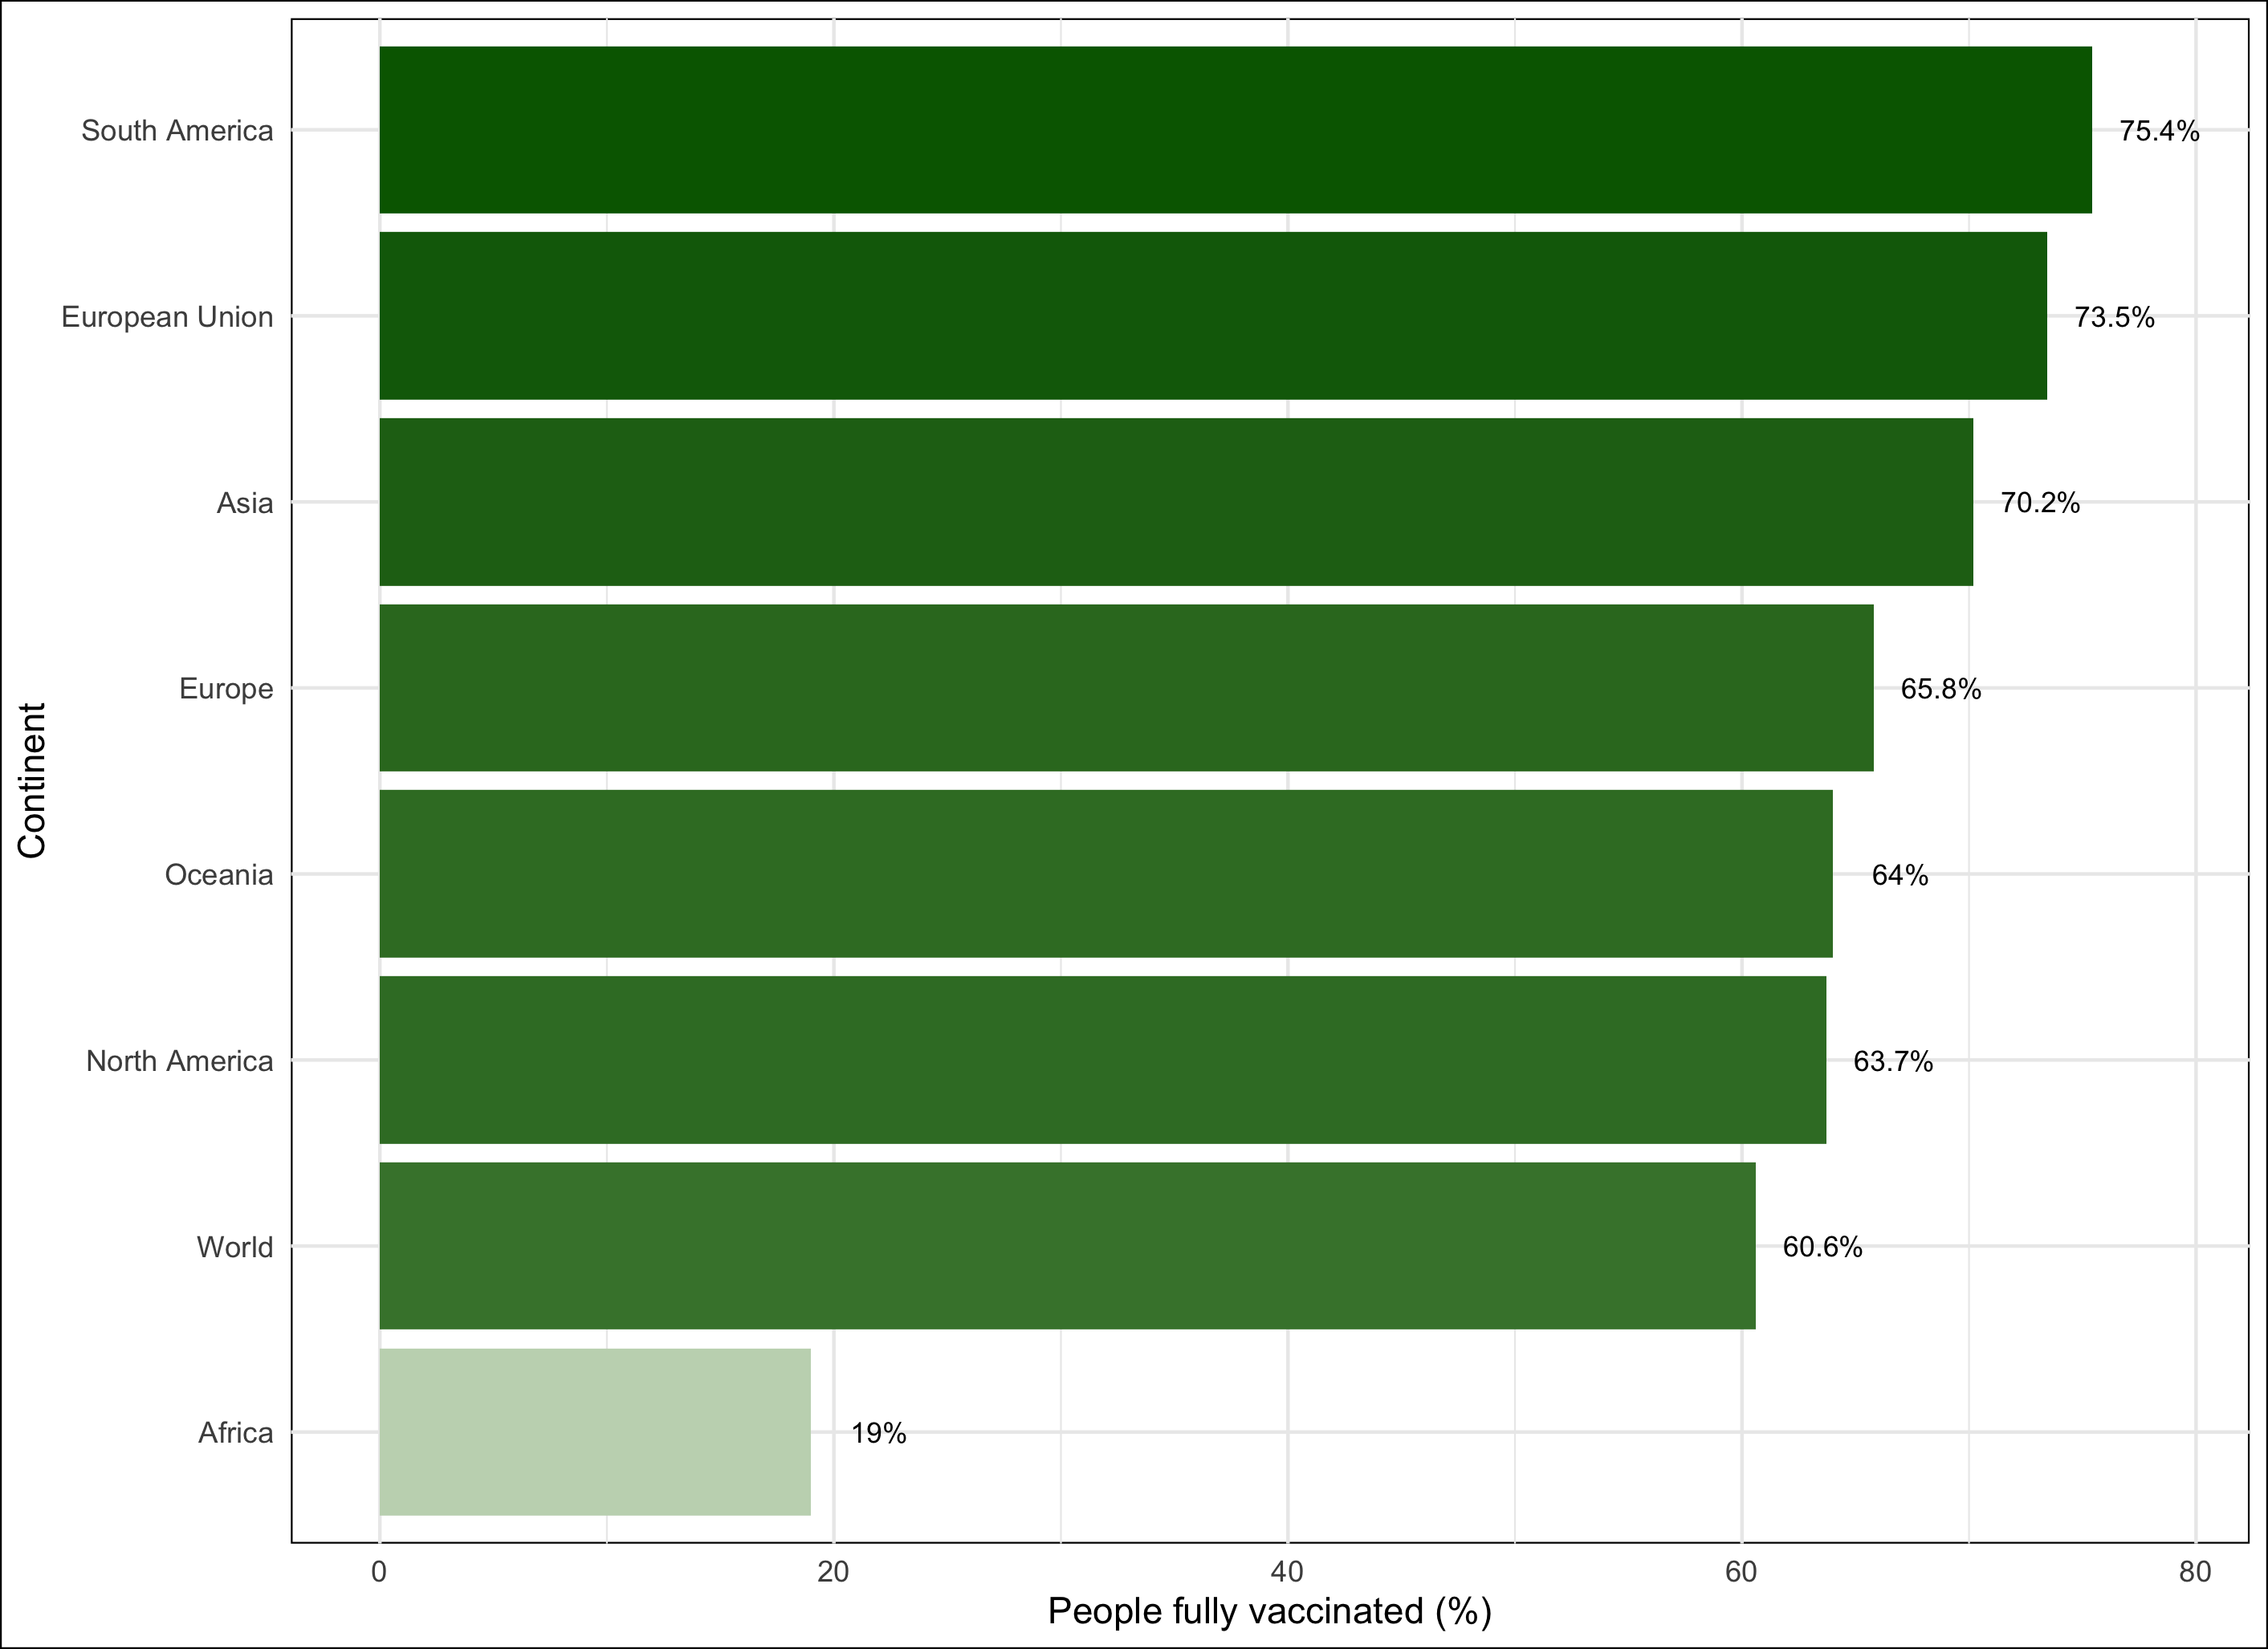 South America
75.4%
European Union
73.5%
Asia
70.2%
Europe
65.8%
Oceania
64%
North America
63.7%
World
60.6%
Africa
19%
Continent
0 20 40 60 80
People fully vaccinated (%)